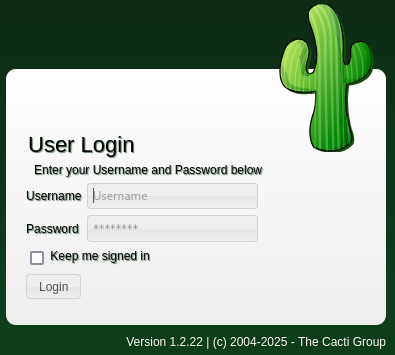 User Login
Enter your Username and Password below
Username Username
Password ********
Keep me signed in
Login
Version 1.2.22 | (c) 2004-2025 - The Cacti Group